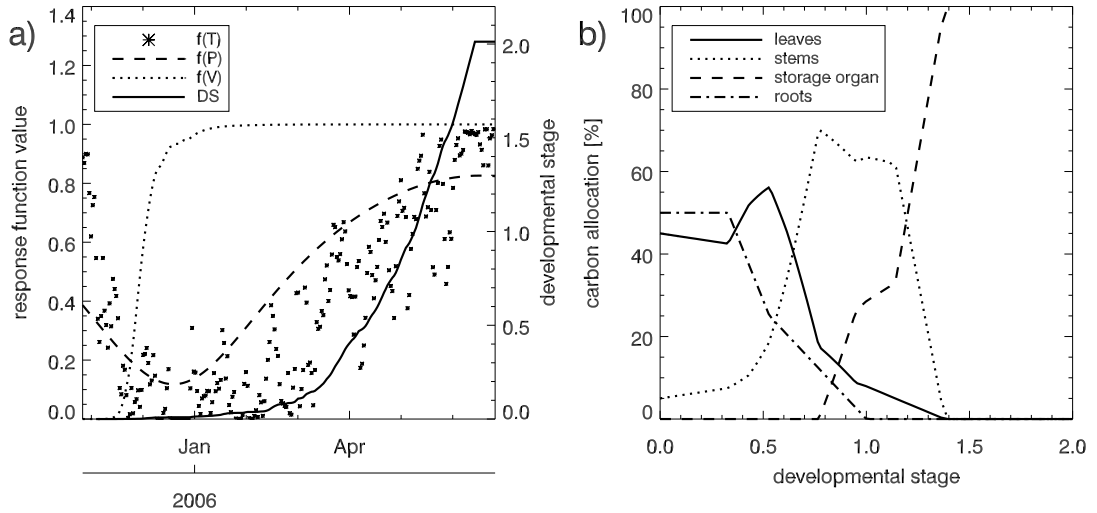 a)
f(T)
f(P)
f(V)
DS
response function value
1.4
1.2
1.0
0.8
0.6
0.4
0.2
0.0
2.0
1.5
1.0
0.5
0.0
developmental stage
Jan
Apr
2006
b)
leaves
stems
storage organ
roots
carbon allocation [%]
100
80
60
40
20
0
0.0
0.5
1.0
1.5
2.0
developmental stage